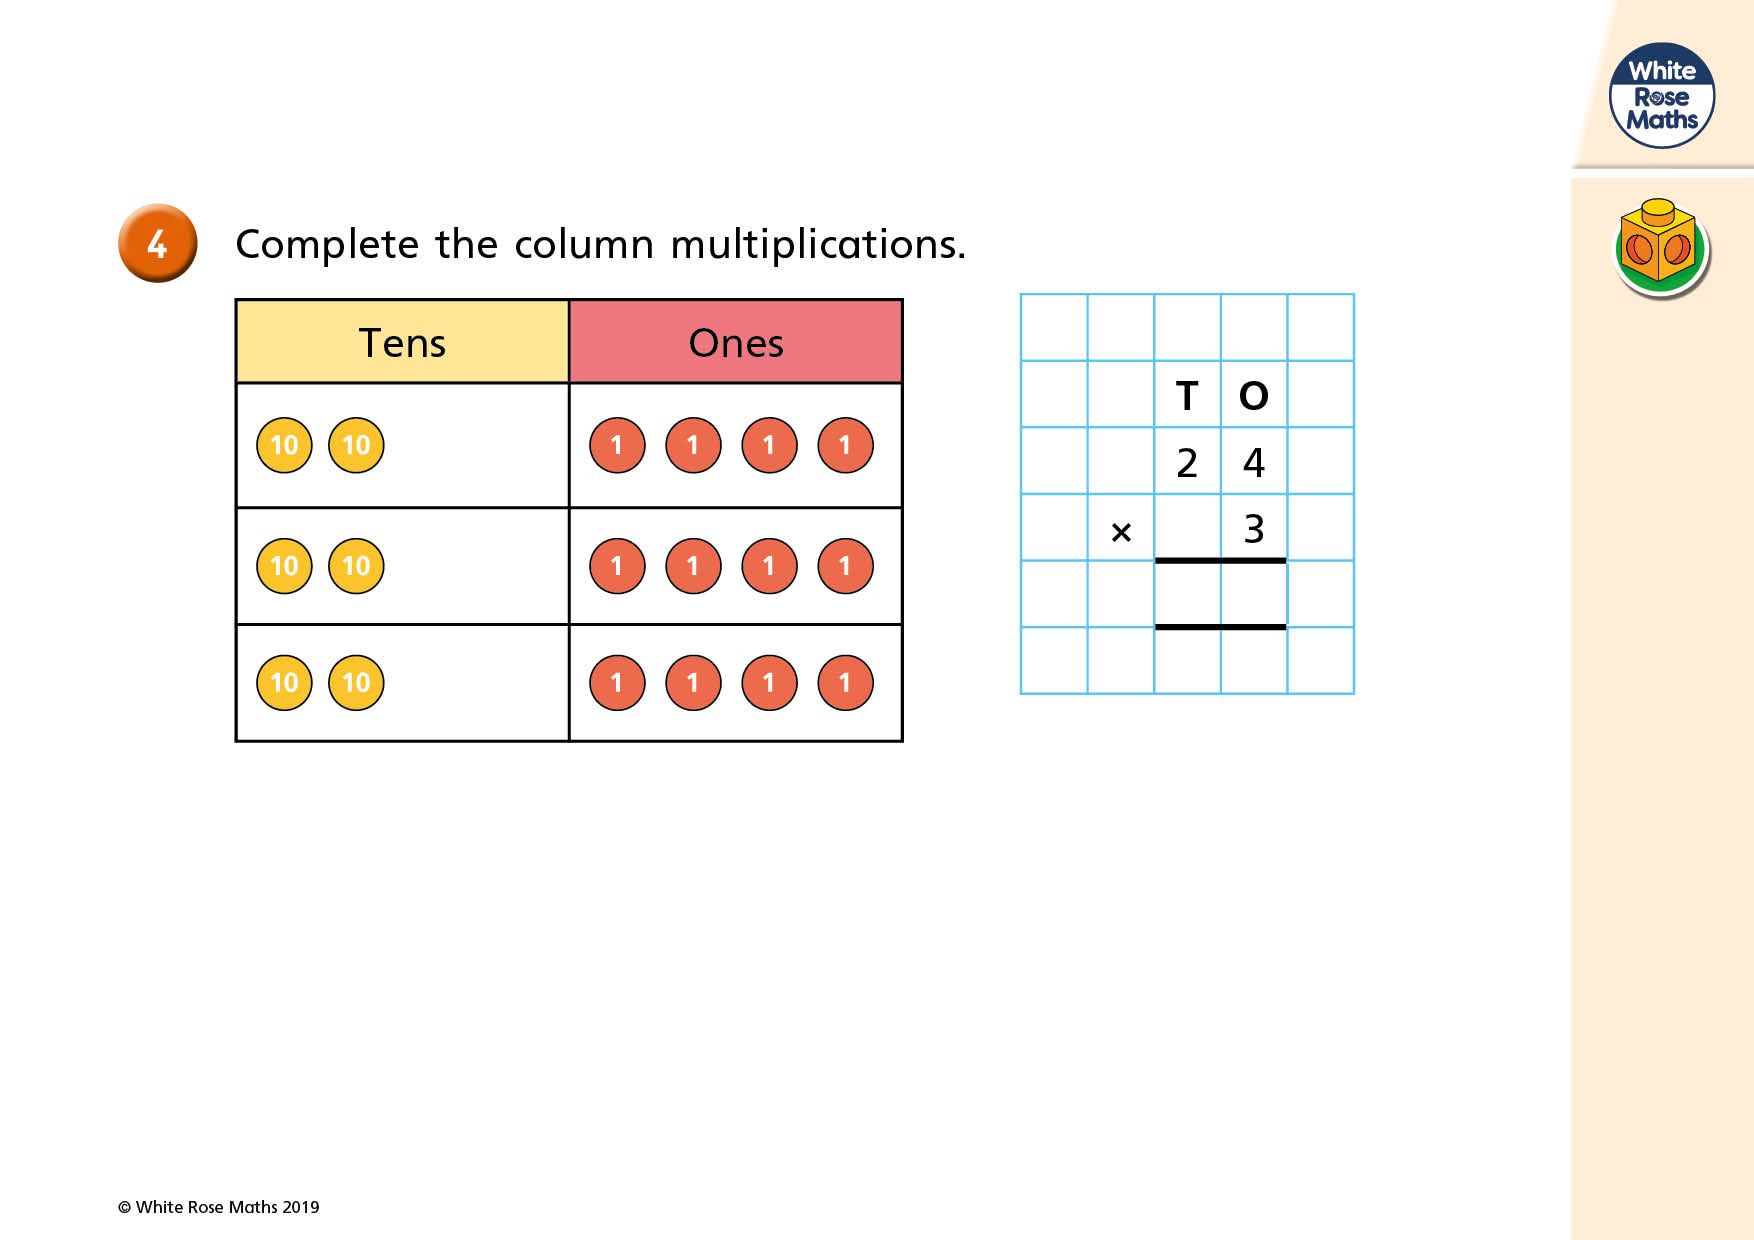 White
Rose
Maths
4 Complete the column multiplications.
Tens Ones
10 10 1 1 1 1
10 10 1 1 1 1
10 10 1 1 1 1
T O
2 4
× 3
© White Rose Maths 2019